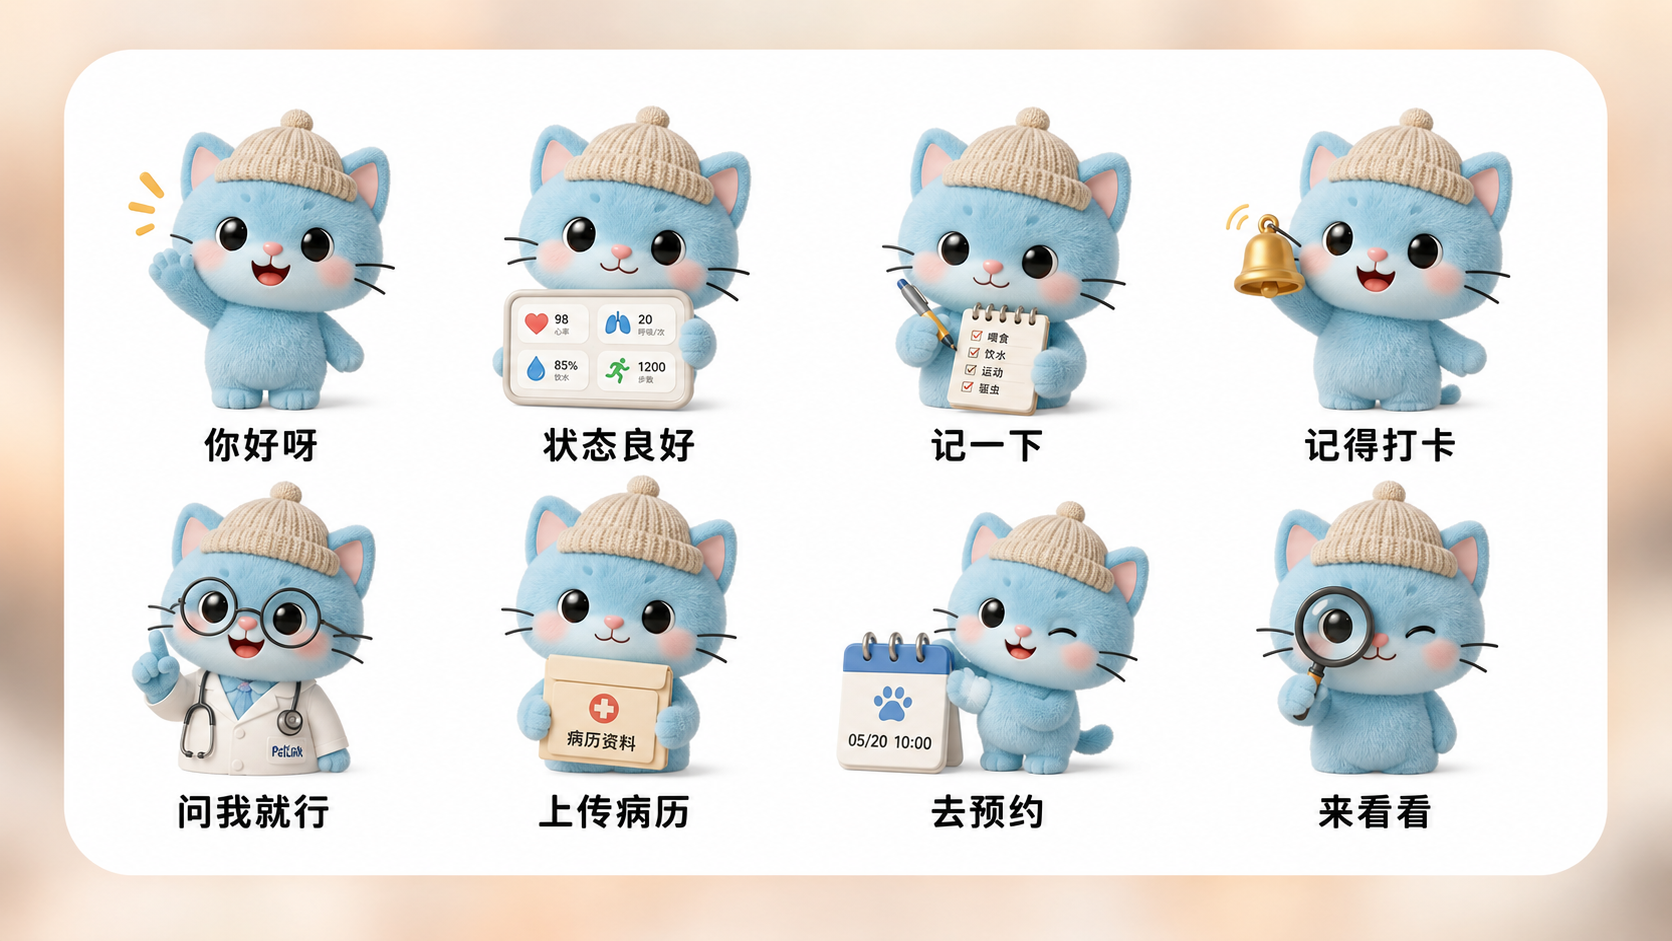 98
心率
20
呼吸/次
85%
饮水
1200
步数
喂食
饮水
运动
驱虫
你好呀
状态良好
记一下
记得打卡
PetLink
病历资料
05/20 10:00
问我就行
上传病历
去预约
来看看